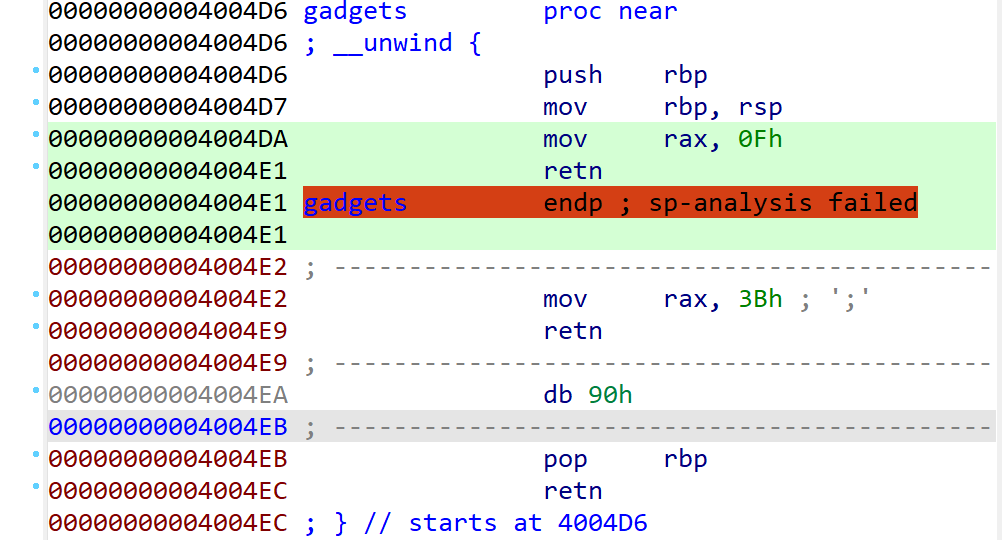 00000000004004D6 gadgets proc near
00000000004004D6 ; __unwind {
00000000004004D6 push rbp
00000000004004D7 mov rbp, rsp
00000000004004DA mov rax, 0Fh
00000000004004E1 retn
00000000004004E1 gadgets endp ; sp-analysis failed
00000000004004E1
00000000004004E2 ; --------------------------------------------
00000000004004E2 mov rax, 3Bh ; ';'
00000000004004E9 retn
00000000004004E9 ; --------------------------------------------
00000000004004EA db 90h
00000000004004EB ; --------------------------------------------
00000000004004EB pop rbp
00000000004004EC retn
00000000004004EC ; } // starts at 4004D6